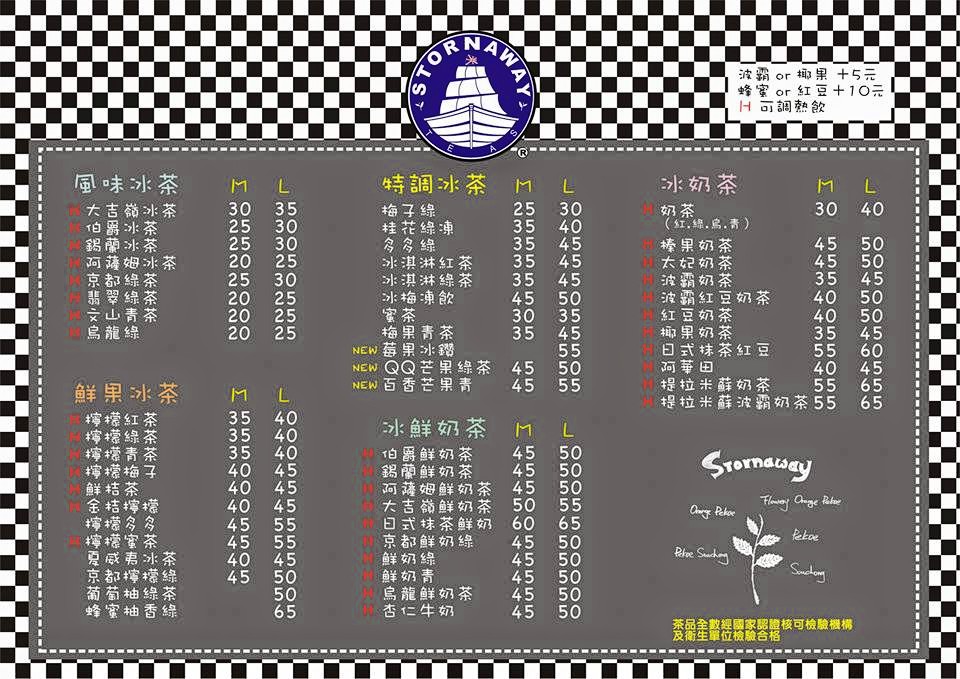 STORNAWAY
TEAS
®
波霸 or 椰果 +5元
蜂蜜 or 紅豆+10元
H 可調熱飲
風味冰茶 M L
H 大吉嶺冰茶 30 35
H 伯爵冰茶 25 30
H 錫蘭冰茶 25 30
H 阿薩姆冰茶 20 25
H 京都綠茶 25 30
H 翡翠綠茶 20 25
H 文山青茶 20 25
H 烏龍綠 20 25
鮮果冰茶 M L
H 檸檬紅茶 35 40
H 檸檬綠茶 35 40
H 檸檬青茶 35 40
H 檸檬梅子 40 45
H 鮮桔茶 40 45
H 金桔檸檬 40 45
檸檬多多 45 55
H 檸檬蜜茶 45 55
夏威夷冰茶 40 45
京都檸檬綠 45 50
葡萄柚綠茶 50
蜂蜜柚香綠 65
特調冰茶 M L
梅子綠 25 30
桂花綠凍 35 40
多多綠 35 45
冰淇淋紅茶 35 45
冰淇淋綠茶 35 45
冰梅凍飲 45 50
蜜茶 30 35
梅果青茶 35 45
NEW 莓果冰鑽 55
NEW QQ芒果綠茶 45 50
NEW 百香芒果青 45 55
冰鮮奶茶 M L
H 伯爵鮮奶茶 45 50
H 錫蘭鮮奶茶 45 50
H 阿薩姆鮮奶茶 45 50
H 大吉嶺鮮奶茶 50 55
H 日式抹茶鮮奶 60 65
H 京都鮮奶綠 45 50
H 鮮奶綠 45 50
H 鮮奶青 45 50
H 烏龍鮮奶茶 45 50
H 杏仁牛奶 45 50
冰奶茶 M L
H 奶茶 30 40
（紅.綠.烏.青）
H 榛果奶茶 45 50
H 太妃奶茶 45 50
H 波霸奶茶 35 45
H 波霸紅豆奶茶 40 50
H 紅豆奶茶 40 50
H 椰果奶茶 35 45
H 日式抹茶紅豆 55 60
H 阿華田 40 50
H 提拉米蘇奶茶 55 65
H 提拉米蘇波霸奶茶 55 65
Stornaway
Flowery Orange Pekoe
Orange Pekoe
Pekoe
Pekoe Souchong
Souchong
茶品全數經國家認證核可檢驗機構
及衛生單位檢驗合格